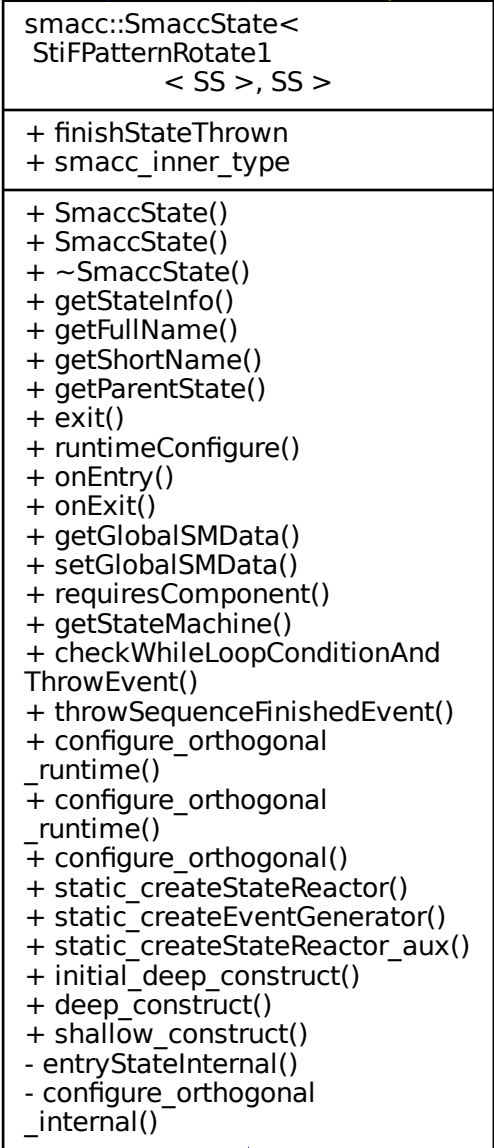 smacc::SmaccState<
StiFPatternRotate1
< SS >, SS >
+ finishStateThrown
+ smacc_inner_type
+ SmaccState()
+ SmaccState()
+ ~SmaccState()
+ getStateInfo()
+ getFullName()
+ getShortName()
+ getParentState()
+ exit()
+ runtimeConfigure()
+ onEntry()
+ onExit()
+ getGlobalSMData()
+ setGlobalSMData()
+ requiresComponent()
+ getStateMachine()
+ checkWhileLoopConditionAnd
ThrowEvent()
+ throwSequenceFinishedEvent()
+ configure_orthogonal
_runtime()
+ configure_orthogonal
_runtime()
+ configure_orthogonal()
+ static_createStateReactor()
+ static_createEventGenerator()
+ static_createStateReactor_aux()
+ initial_deep_construct()
+ deep_construct()
+ shallow_construct()
- entryStateInternal()
- configure_orthogonal
_internal()